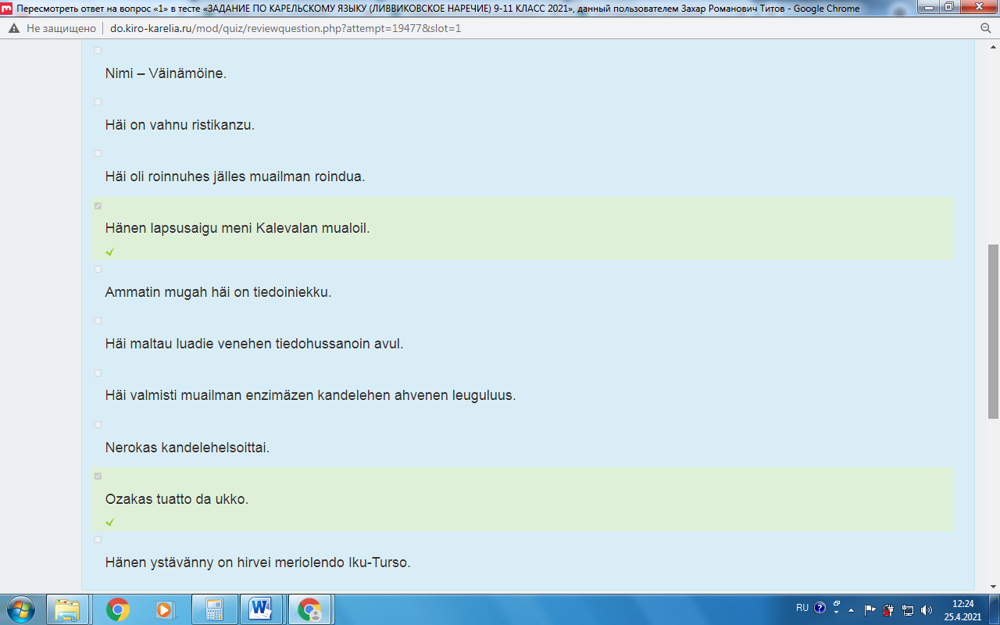 Пересмотреть ответ на вопрос «1» в тесте «ЗАДАНИЕ ПО КАРЕЛЬСКОМУ ЯЗЫКУ (ЛИВВИКОВСКОЕ НАРЕЧИЕ) 9-11 КЛАСС 2021», данный пользователем Захар Романович Титов - Google Chrome
Не защищено | do.kiro-karelia.ru/mod/quiz/reviewquestion.php?attempt=19477&slot=1
Nimi – Väinämöine.
Häi on vahnu ristikanzu.
Häi oli roinnuhes jälles muailman roindua.
Hänen lapsusaigu meni Kalevalan mualoil.
Ammatin mugah häi on tiedoiniekku.
Häi maltau luadie venehen tiedohussanoin avul.
Häi valmisti muailman enzimäzen kandelehen ahvenen leuguluus.
Nerokas kandelehelsoittai.
Ozakas tuatto da ukko.
Hänen ystävänny on hirvei meriolendo Iku-Turso.
RU
12:24
25.4.2021